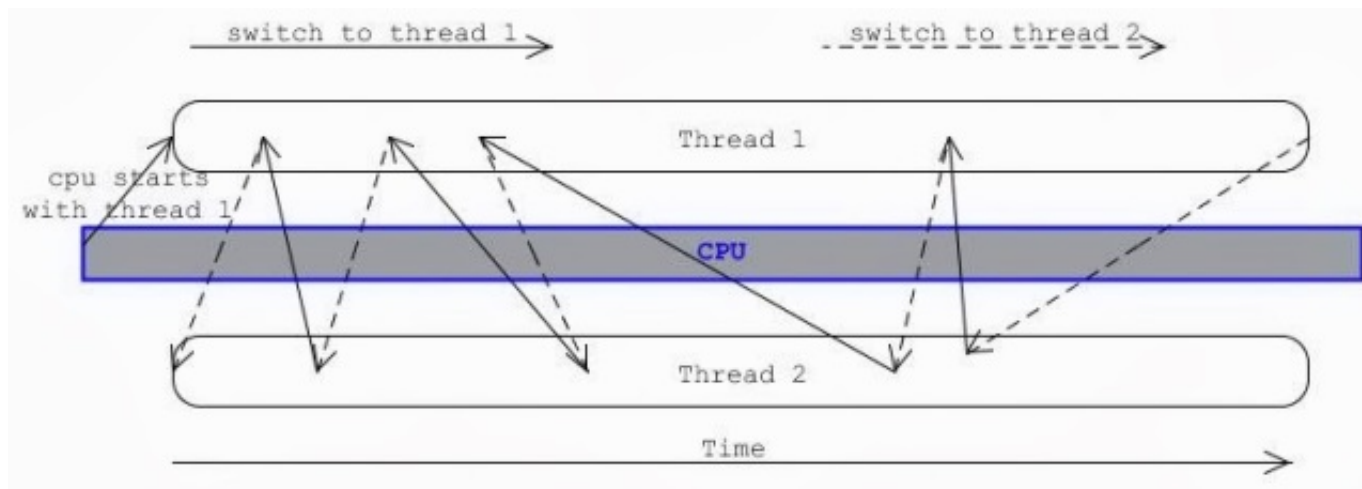 switch to thread 1
switch to thread 2
Thread 1
cpu starts
with thread 1
CPU
Thread 2
Time